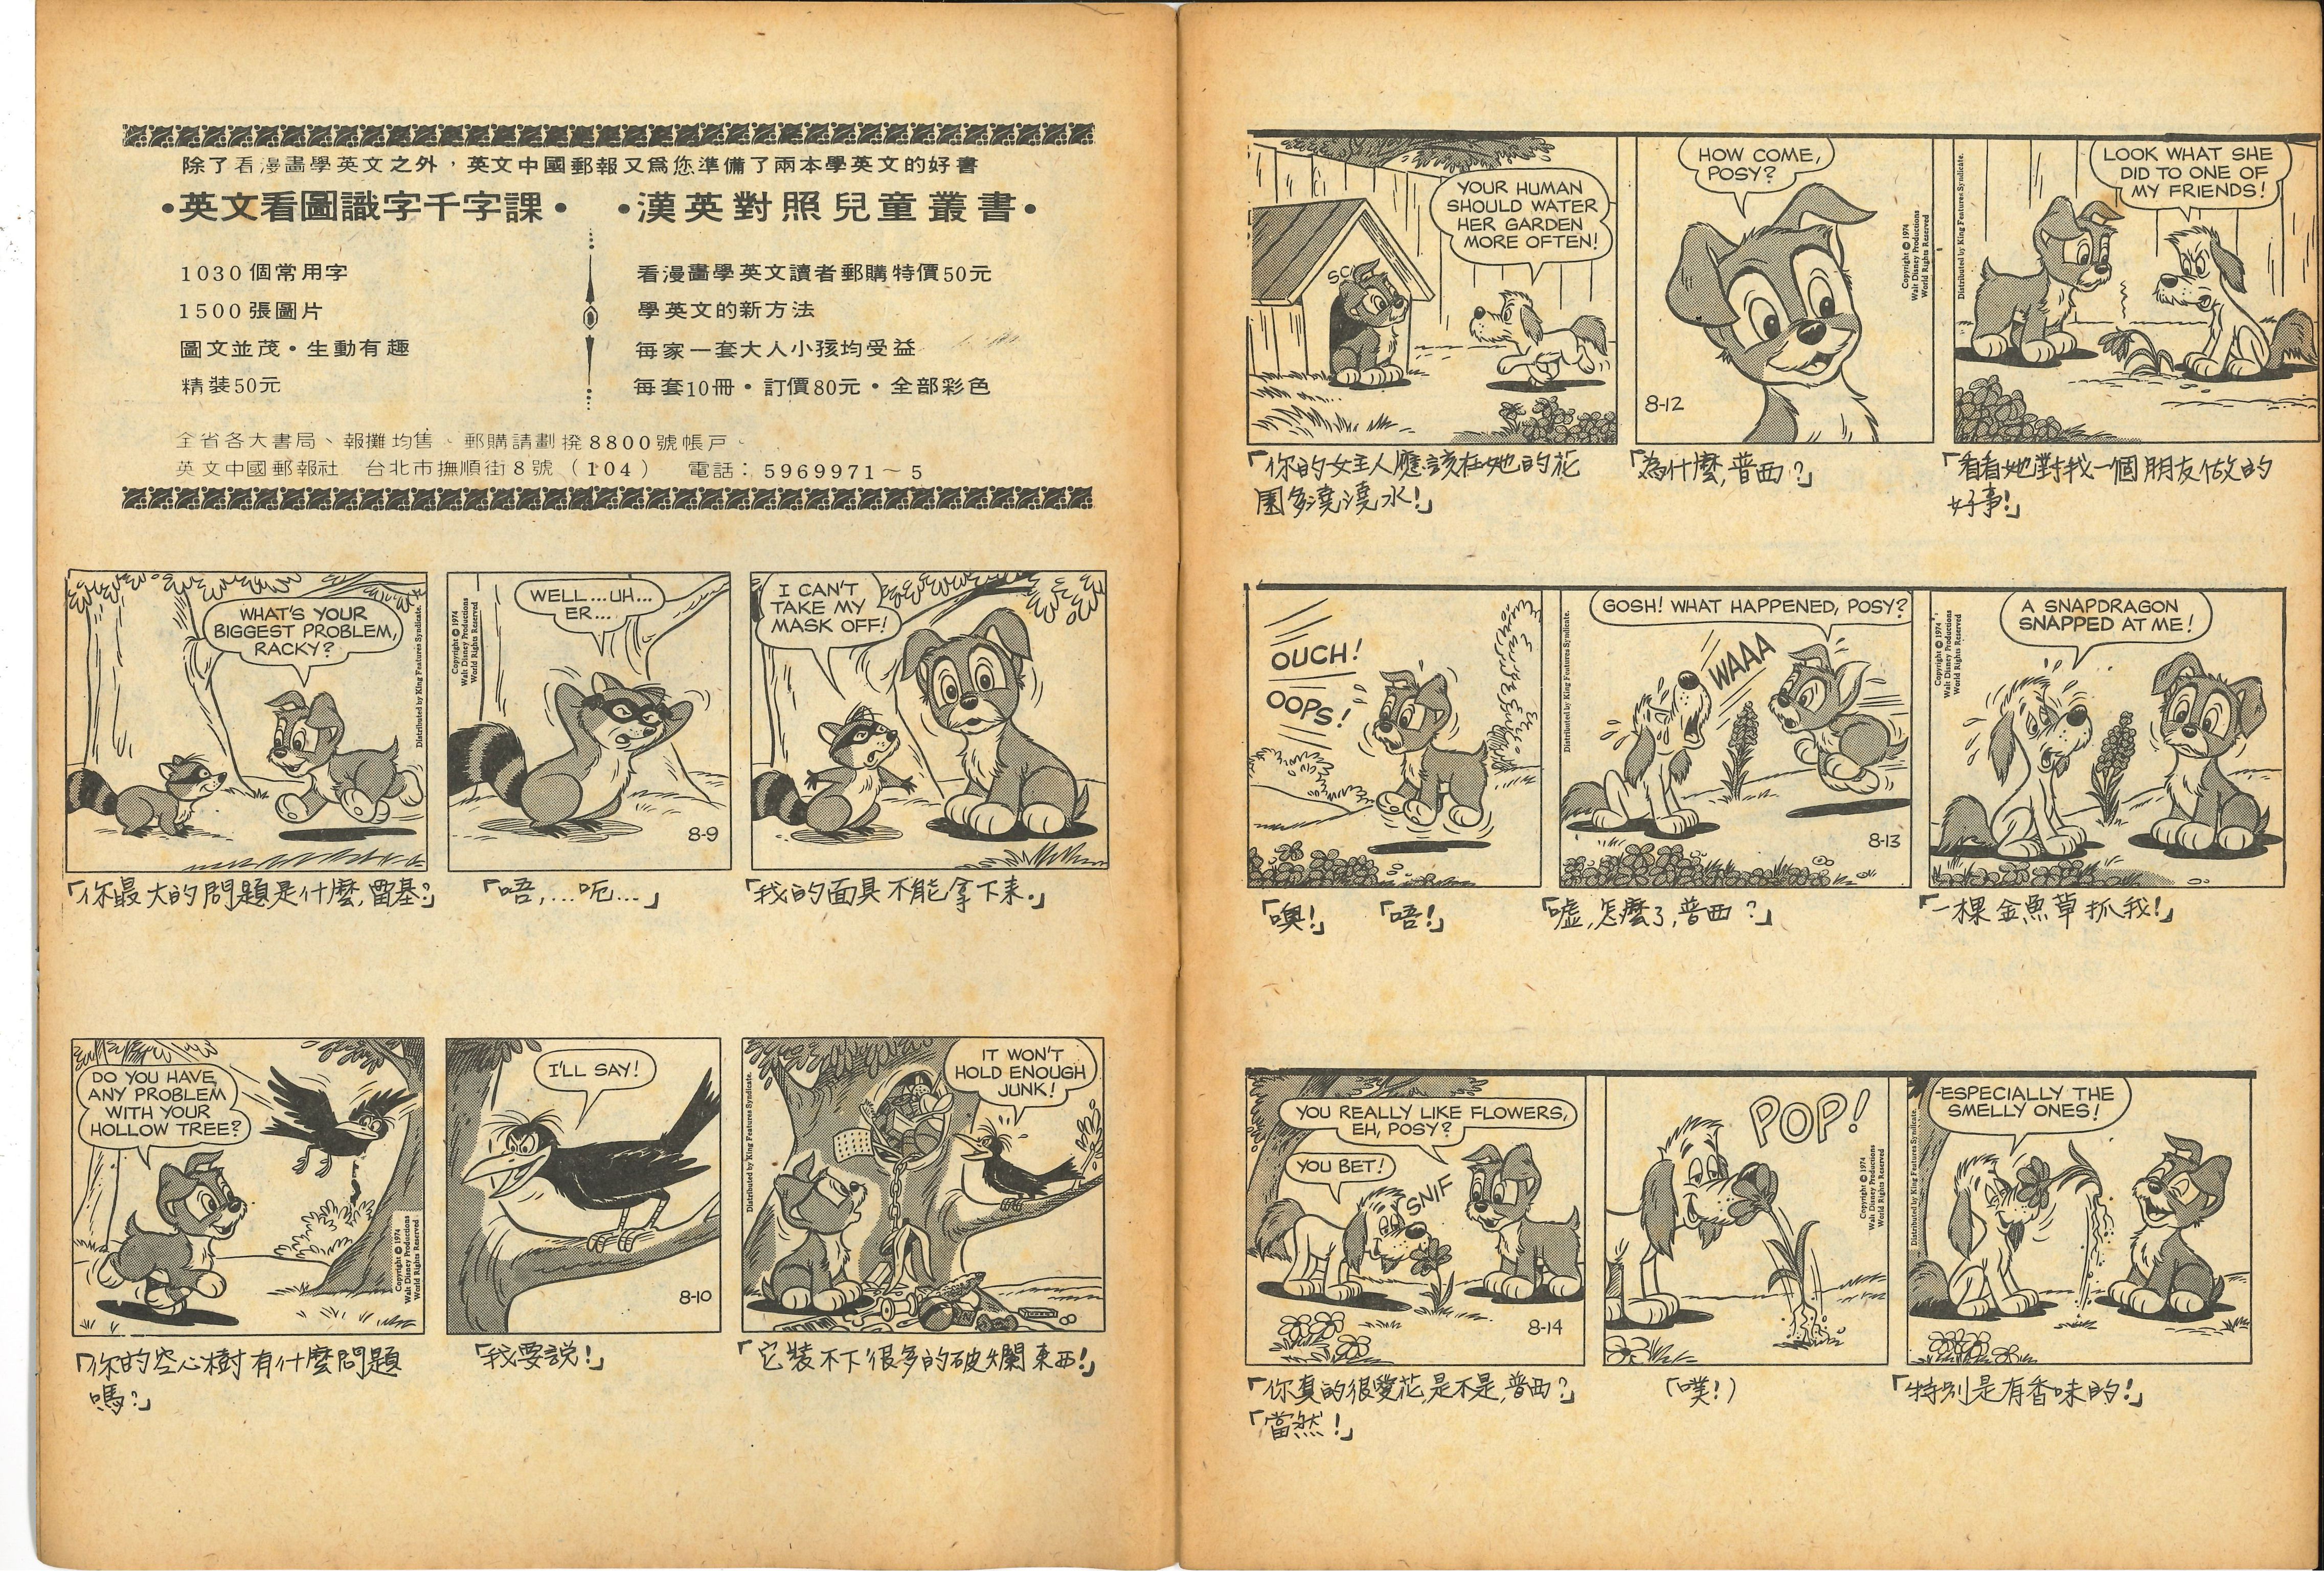 除了看漫畫學英文之外，英文中國郵報又爲您準備了兩本學英文的好書
•英文看圖識字千字課•
1030個常用字
1500張圖片
圖文並茂•生動有趣
精裝50元
•漢英對照兒童叢書•
看漫畫學英文讀者郵購特價50元
學英文的新方法
每家一套大人小孩均受益
每套10冊•訂價80元•全部彩色
全省各大書局、報攤均售、郵購請劃撥8800號帳戶。
英文中國郵報社 台北市撫順街8號（104） 電話：5969971～5
WHAT'S YOUR
BIGGEST PROBLEM,
RACKY?
Distributed by King Features Syndicate.
Copyright © 1974
Walt Disney Productions
World Rights Reserved
WELL...UH...
ER...
8-9
I CAN'T
TAKE MY
MASK OFF!
「你最大的問題是什麼,雷基?」
「唔,...呃...」
「我的面具不能拿下来.」
DO YOU HAVE
ANY PROBLEM
WITH YOUR
HOLLOW TREE?
Copyright © 1974
Walt Disney Productions
World Rights Reserved
I'LL SAY!
8-10
Distributed by King Features Syndicate.
IT WON'T
HOLD ENOUGH
JUNK!
「你的空心樹有什麼問題
嗎?」
「我要説!」
「它裝不下很多的破爛東西!」
YOUR HUMAN
SHOULD WATER
HER GARDEN
MORE OFTEN!
HOW COME,
POSY?
8-12
Copyright © 1974
Walt Disney Productions
World Rights Reserved
Distributed by King Features Syndicate.
LOOK WHAT SHE
DID TO ONE OF
MY FRIENDS!
「你的女主人應該在她的花
園多澆澆水!」
「為什麼,普西?」
「看看她對我一個朋友做的
好事!」
OUCH!
OOPS!
Distributed by King Features Syndicate.
GOSH! WHAT HAPPENED, POSY?
WAAA
8-13
Copyright © 1974
Walt Disney Productions
World Rights Reserved
A SNAPDRAGON
SNAPPED AT ME!
「噢!」 「唔!」
「嘘,怎麼了,普西?」
「一棵金魚草抓我!」
YOU REALLY LIKE FLOWERS,
EH, POSY?
YOU BET!
SNIF
8-14
POP!
Copyright © 1974
Walt Disney Productions
World Rights Reserved
Distributed by King Features Syndicate.
-ESPECIALLY THE
SMELLY ONES!
「你真的很愛花,是不是,普西?」
「當然!」
(噗!)
「特別是有香味的!」